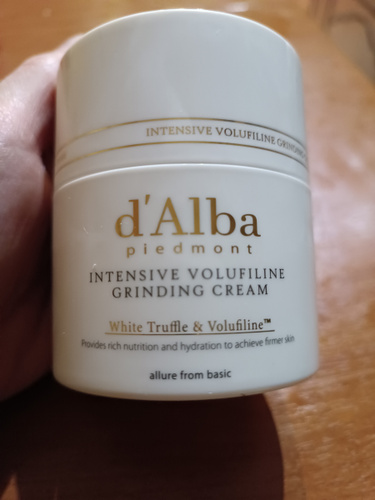 INTENSIVE VOLUFILINE GRINDING
d'Alba
piedmont
INTENSIVE VOLUFILINE
GRINDING CREAM
White Truffle & Volufiline™
Provides rich nutrition and hydration to achieve firmer skin
allure from basic